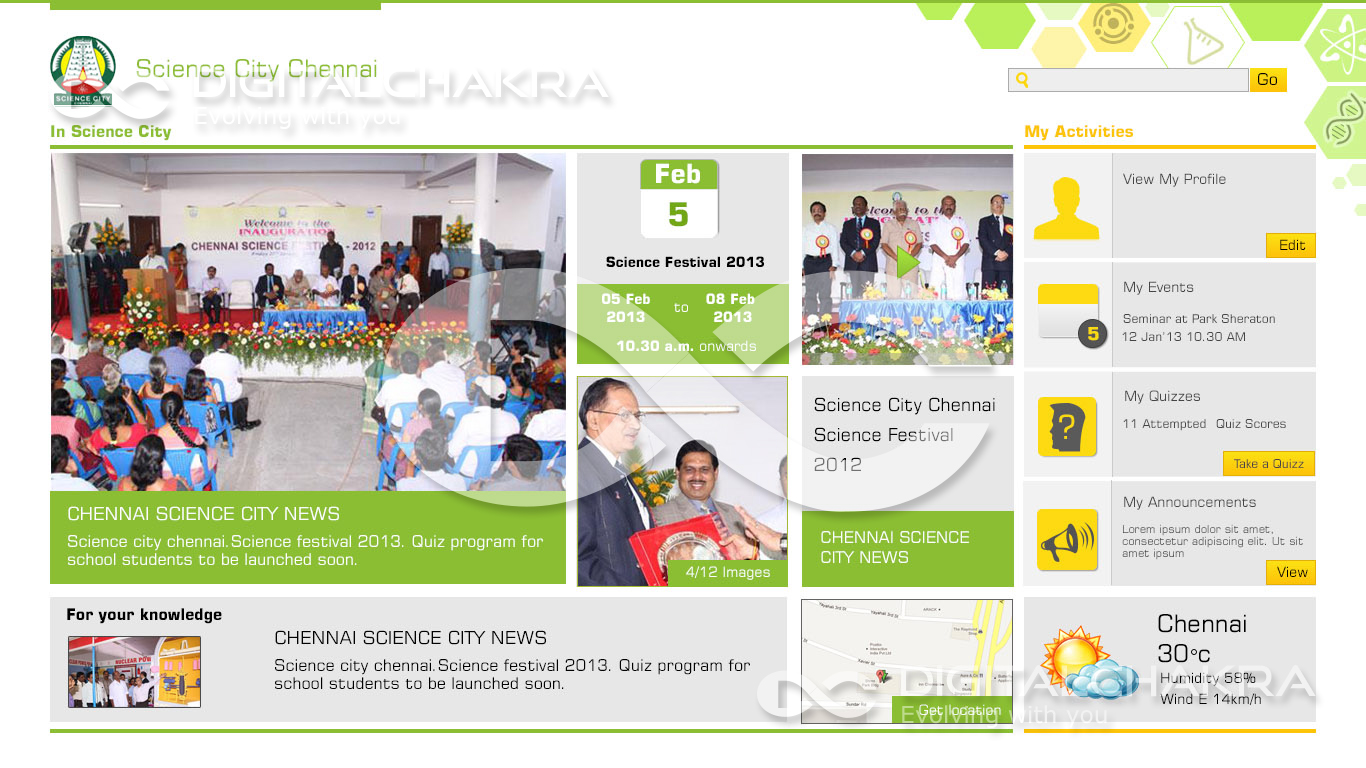 Science City Chennai
DIGITALCHAKRA
Evolving with you
SCIENCE CITY
Go
In Science City
My Activities
Welcome to the
INAUGURATION
CHENNAI SCIENCE FESTIVAL - 2012
Feb
5
Science Festival 2013
05 Feb
2013
to
08 Feb
2013
10.30 a.m. onwards
4/12 Images
Science City Chennai
Science Festival
2012
CHENNAI SCIENCE
CITY NEWS
CHENNAI SCIENCE CITY NEWS
Science city chennai.Science festival 2013. Quiz program for
school students to be launched soon.
View My Profile
Edit
My Events
Seminar at Park Sheraton
12 Jan'13 10.30 AM
5
My Quizzes
11 Attempted Quiz Scores
?
Take a Quizz
My Announcements
Lorem ipsum dolor sit amet,
consectetur adipiscing elit. Ut sit
amet ipsum
View
For your knowledge
NUCLEAR POW
CHENNAI SCIENCE CITY NEWS
Science city chennai.Science festival 2013. Quiz program for
school students to be launched soon.
Get location
Chennai
30°c
Humidity 58%
Wind E 14km/h
DIGITALCHAKRA
Evolving with you